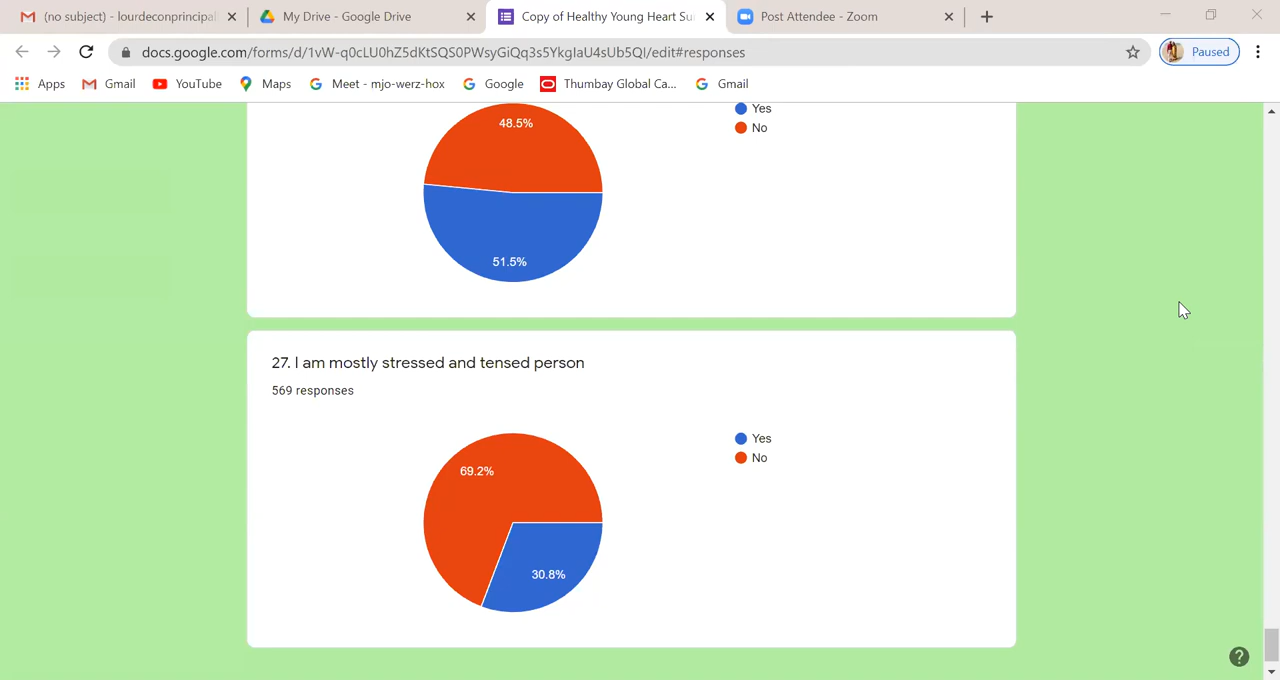 (no subject) - lourdeconprincipal
My Drive - Google Drive
Copy of Healthy Young Heart Su
Post Attendee - Zoom
docs.google.com/forms/d/1vW-q0cLU0hZ5dKtSQS0PWsyGiQq3s5YkgIaU4sUb5QI/edit#responses
Paused
Apps
Gmail
YouTube
Maps
Meet - mjo-werz-hox
Google
Thumbay Global Ca...
Gmail
48.5%
51.5%
Yes
No
27. I am mostly stressed and tensed person
569 responses
69.2%
30.8%
Yes
No